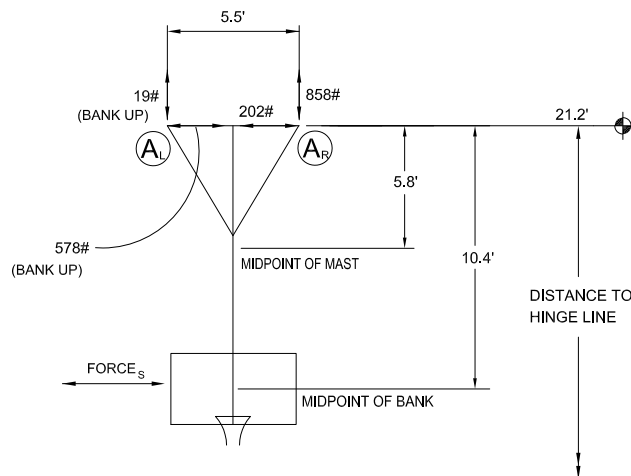 5.5'
19#
(BANK UP)
858#
202#
21.2'
A_L
A_R
5.8'
578#
(BANK UP)
MIDPOINT OF MAST
10.4'
DISTANCE TO
HINGE LINE
FORCE_S
MIDPOINT OF BANK